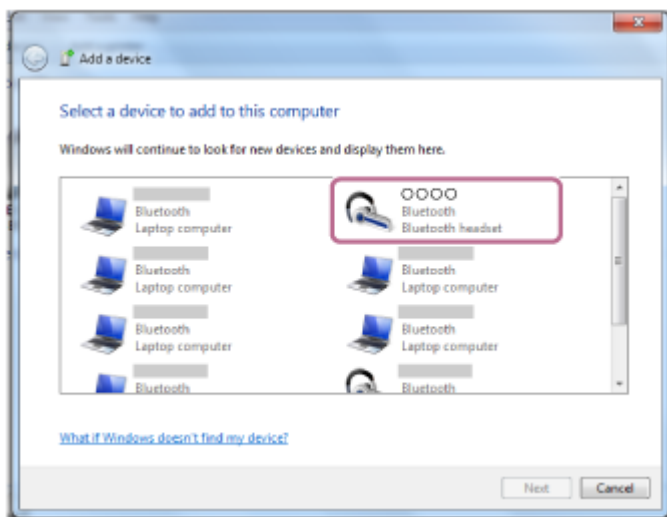 Add a device
Select a device to add to this computer
Windows will continue to look for new devices and display them here.
Bluetooth
Laptop computer
OOOO
Bluetooth
Bluetooth headset
Bluetooth
Laptop computer
Bluetooth
Laptop computer
Bluetooth
Laptop computer
Bluetooth
Laptop computer
Bluetooth
Bluetooth
What if Windows doesn't find my device?
Next
Cancel